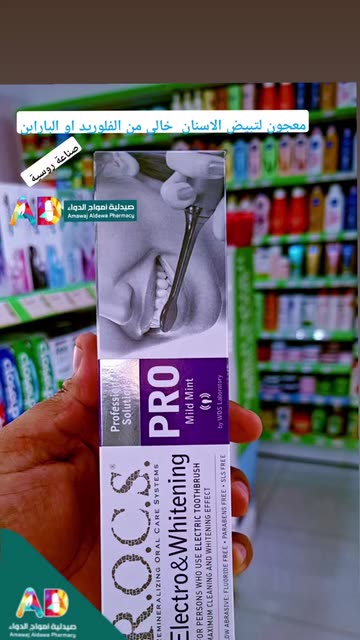 معجون لتبيض الاسنان خالي من الفلوريد او البارابن
صناعة روسية
صيدلية امواج الدواء
Amawaj Aldawa Pharmacy
Professional
Solution
PRO
Mild Mint
by WDS Laboratory
R.O.C.S.®
REMINERALIZING ORAL CARE SYSTEMS
Electro&Whitening
FOR PERSONS WHO USE ELECTRIC TOOTHBRUSH
MAXIMUM CLEANING AND WHITENING EFFECT
ABRASIVE: FLUORIDE FREE • PARABENS FREE • SLS FREE
صيدلية امواج الدواء
Amawaj Aldawa Pharmacy